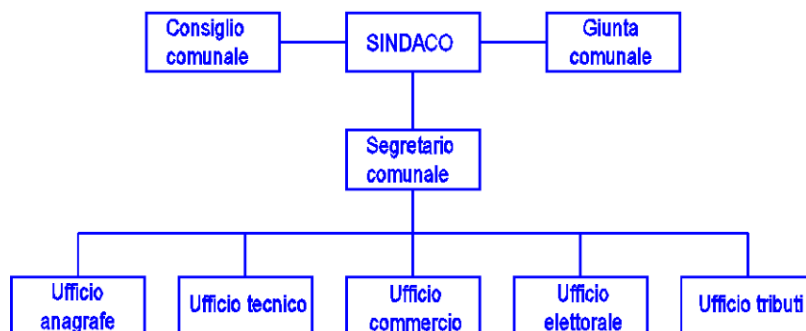 Consiglio
comunale
SINDACO
Giunta
comunale
Segretario
comunale
Ufficio
anagrafe
Ufficio tecnico
Ufficio
commercio
Ufficio
elettorale
Ufficio tributi